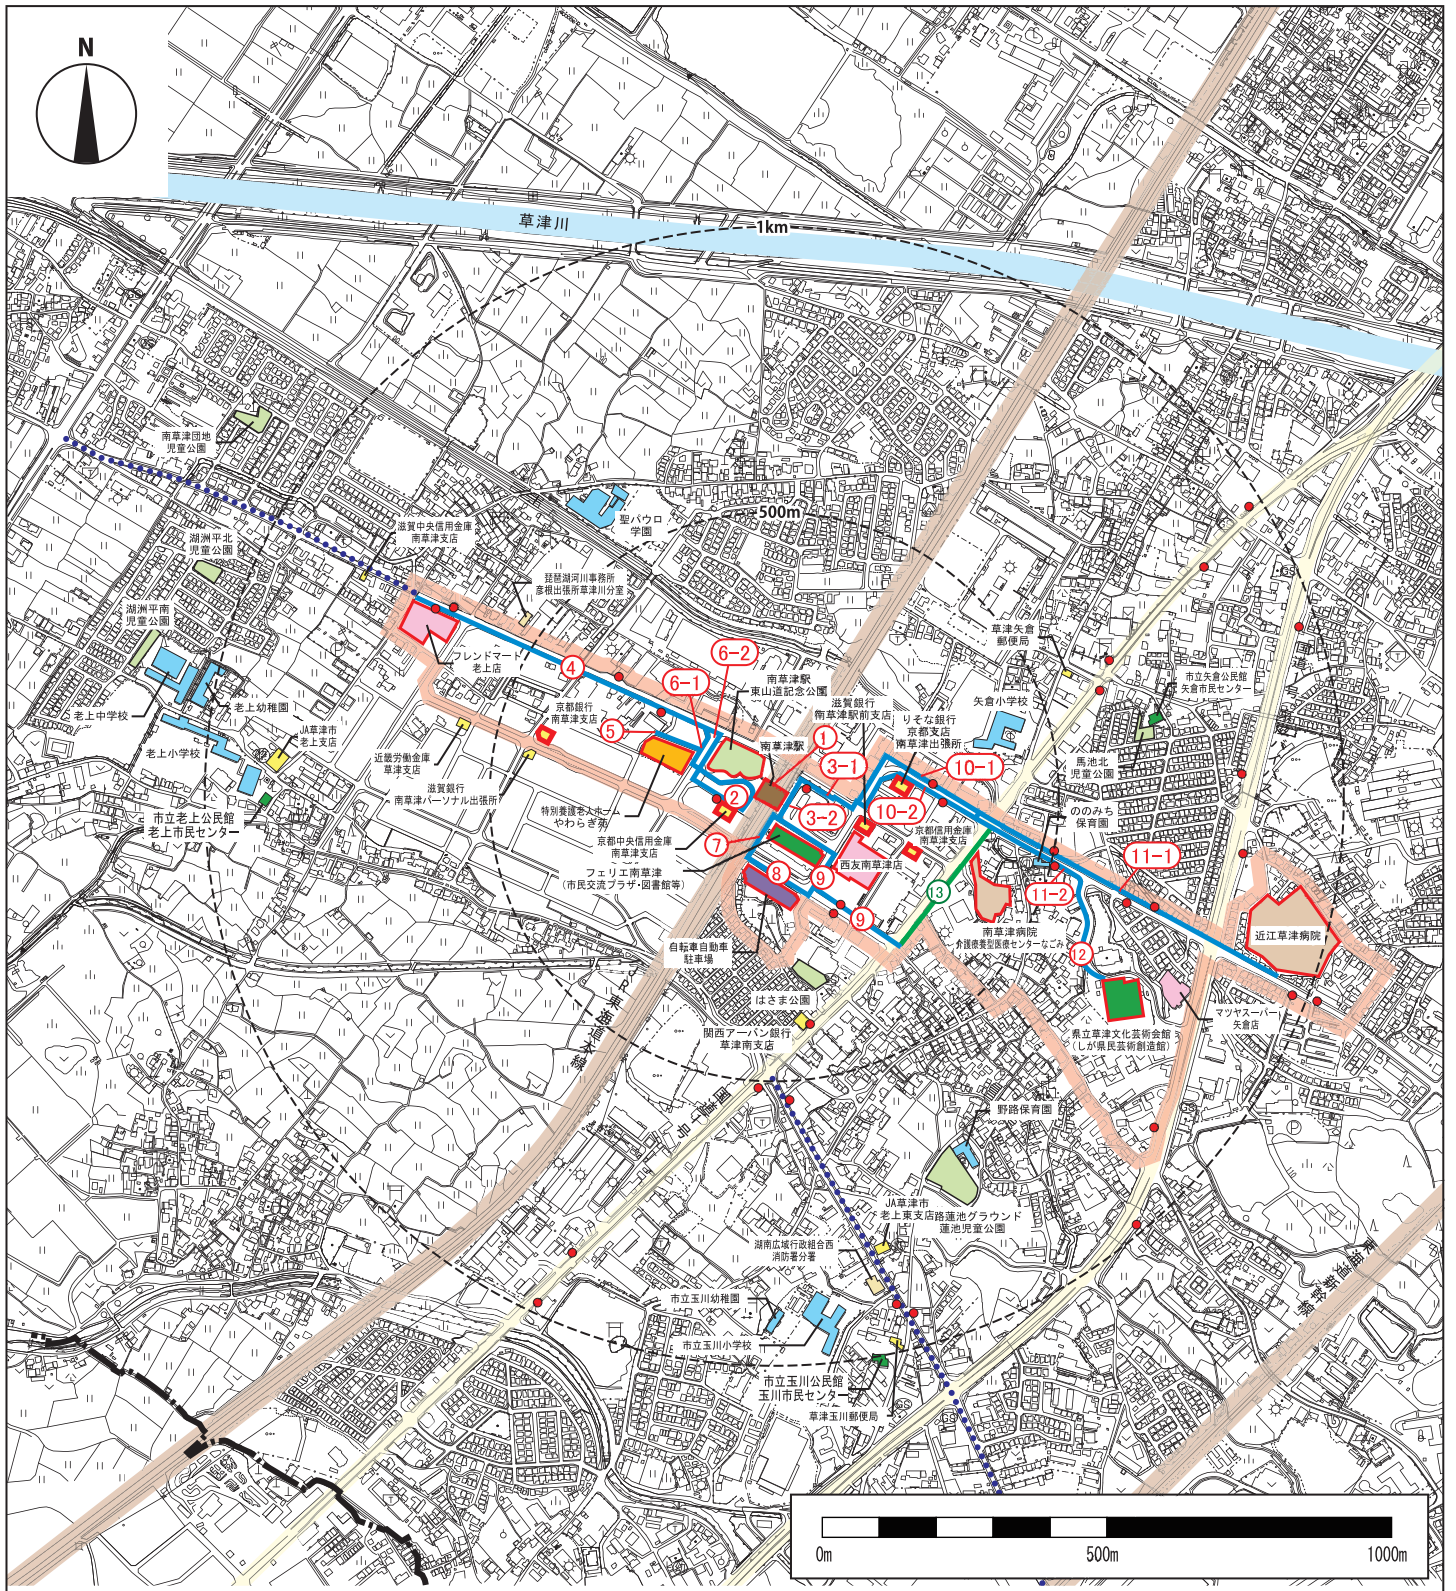 N
草津川
1km
南草津団地
児童公園
500m
聖パウロ
学園
滋賀中央信用金庫
南草津支店
湖洲平北
児童公園
琵琶湖河川事務所
彦根出張所草津川分室
湖洲平南
児童公園
草津矢倉
郵便局
国道
フレンドマート
老上店
④
6-1
6-2
南草津駅
東山道記念公園
市立矢倉公民館
矢倉市民センター
滋賀銀行
南草津駅前支店
矢倉小学校
老上中学校
老上幼稚園
京都銀行
南草津支店
りそな銀行
京都支店
南草津出張所
JA草津市
老上支店
⑤
南草津駅
①
老上小学校
近畿労働金庫
草津支店
3-1
10-1
馬池北
児童公園
滋賀銀行
南草津パーソナル出張所
②
3-2
10-2
特別養護老人ホーム
やわらぎ苑
ののみち
保育園
市立老上公民館
老上市民センター
京都中央信用金庫
南草津支店
⑦
京都信用金庫
南草津支店
11-1
フェリエ南草津
(市民交流プラザ・図書館等)
⑧
⑨
西友南草津店
⑬
11-2
⑨
南草津病院
介護療養型医療センターなごみ
近江草津病院
自転車自動車
駐車場
⑫
はさま公園
JR東海道本線
マツヤスーパー
矢倉店
関西アーバン銀行
草津南支店
県立草津文化芸術会館
(しが県民芸術創造館)
国道1号
野路保育園
JA草津市
老上東支店
路蓮池グラウンド
蓮池児童公園
湖南広域行政組合西
消防署分署
東海道新幹線
市立玉川幼稚園
市立玉川小学校
市立玉川公民館
玉川市民センター
草津玉川郵便局
0m
500m
1000m